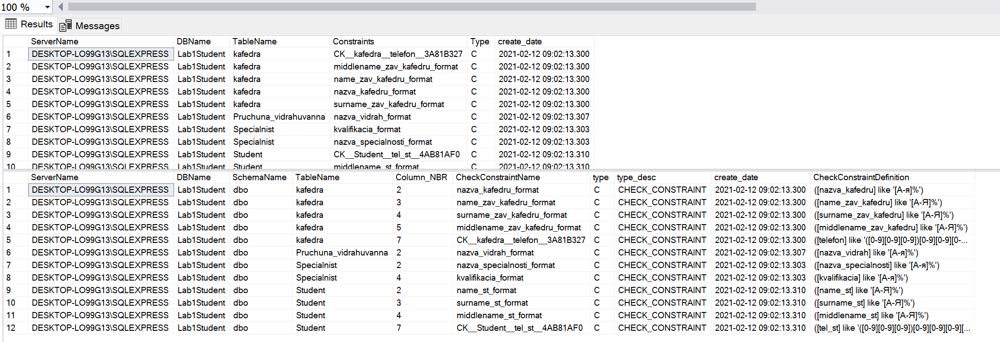 100 %
Results Messages
ServerName DBName TableName Constraints Type create_date
1 DESKTOP-LO99G13\SQLEXPRESS Lab1Student kafedra CK__kafedra__telefon__3A81B327 C 2021-02-12 09:02:13.300
2 DESKTOP-LO99G13\SQLEXPRESS Lab1Student kafedra middlename_zav_kafedru_format C 2021-02-12 09:02:13.300
3 DESKTOP-LO99G13\SQLEXPRESS Lab1Student kafedra name_zav_kafedru_format C 2021-02-12 09:02:13.300
4 DESKTOP-LO99G13\SQLEXPRESS Lab1Student kafedra nazva_kafedru_format C 2021-02-12 09:02:13.300
5 DESKTOP-LO99G13\SQLEXPRESS Lab1Student kafedra surname_zav_kafedru_format C 2021-02-12 09:02:13.300
6 DESKTOP-LO99G13\SQLEXPRESS Lab1Student Pruchuna_vidrahuvanna nazva_vidrah_format C 2021-02-12 09:02:13.307
7 DESKTOP-LO99G13\SQLEXPRESS Lab1Student Specialnist kvalifikacia_format C 2021-02-12 09:02:13.303
8 DESKTOP-LO99G13\SQLEXPRESS Lab1Student Specialnist nazva_specialnosti_format C 2021-02-12 09:02:13.303
9 DESKTOP-LO99G13\SQLEXPRESS Lab1Student Student CK__Student__tel_st__4AB81AF0 C 2021-02-12 09:02:13.310
10 DESKTOP-LO99G13\SQLEXPRESS Lab1Student Student middlename_st_format C 2021-02-12 09:02:13.310
ServerName DBName SchemaName TableName Column_NBR CheckConstraintName type type_desc create_date CheckConstraintDefinition
1 DESKTOP-LO99G13\SQLEXPRESS Lab1Student dbo kafedra 2 nazva_kafedru_format C CHECK_CONSTRAINT 2021-02-12 09:02:13.300 ([nazva_kafedru] like '[А-я]%')
2 DESKTOP-LO99G13\SQLEXPRESS Lab1Student dbo kafedra 3 name_zav_kafedru_format C CHECK_CONSTRAINT 2021-02-12 09:02:13.300 ([name_zav_kafedru] like '[А-Я]%')
3 DESKTOP-LO99G13\SQLEXPRESS Lab1Student dbo kafedra 4 surname_zav_kafedru_format C CHECK_CONSTRAINT 2021-02-12 09:02:13.300 ([surname_zav_kafedru] like '[А-Я]%')
4 DESKTOP-LO99G13\SQLEXPRESS Lab1Student dbo kafedra 5 middlename_zav_kafedru_format C CHECK_CONSTRAINT 2021-02-12 09:02:13.300 ([middlename_zav_kafedru] like '[А-Я]%')
5 DESKTOP-LO99G13\SQLEXPRESS Lab1Student dbo kafedra 7 CK__kafedra__telefon__3A81B327 C CHECK_CONSTRAINT 2021-02-12 09:02:13.300 ([telefon] like '([0-9][0-9][0-9])[0-9][0-9][0-...
6 DESKTOP-LO99G13\SQLEXPRESS Lab1Student dbo Pruchuna_vidrahuvanna 2 nazva_vidrah_format C CHECK_CONSTRAINT 2021-02-12 09:02:13.307 ([nazva_vidrah] like '[А-я]%')
7 DESKTOP-LO99G13\SQLEXPRESS Lab1Student dbo Specialnist 2 nazva_specialnosti_format C CHECK_CONSTRAINT 2021-02-12 09:02:13.303 ([nazva_specialnosti] like '[А-я]%')
8 DESKTOP-LO99G13\SQLEXPRESS Lab1Student dbo Specialnist 4 kvalifikacia_format C CHECK_CONSTRAINT 2021-02-12 09:02:13.303 ([kvalifikacia] like '[А-я]%')
9 DESKTOP-LO99G13\SQLEXPRESS Lab1Student dbo Student 2 name_st_format C CHECK_CONSTRAINT 2021-02-12 09:02:13.310 ([name_st] like '[А-Я]%')
10 DESKTOP-LO99G13\SQLEXPRESS Lab1Student dbo Student 3 surname_st_format C CHECK_CONSTRAINT 2021-02-12 09:02:13.310 ([surname_st] like '[А-Я]%')
11 DESKTOP-LO99G13\SQLEXPRESS Lab1Student dbo Student 4 middlename_st_format C CHECK_CONSTRAINT 2021-02-12 09:02:13.310 ([middlename_st] like '[А-Я]%')
12 DESKTOP-LO99G13\SQLEXPRESS Lab1Student dbo Student 7 CK__Student__tel_st__4AB81AF0 C CHECK_CONSTRAINT 2021-02-12 09:02:13.310 ([tel_st] like '([0-9][0-9][0-9])[0-9][0-9][0-9][...